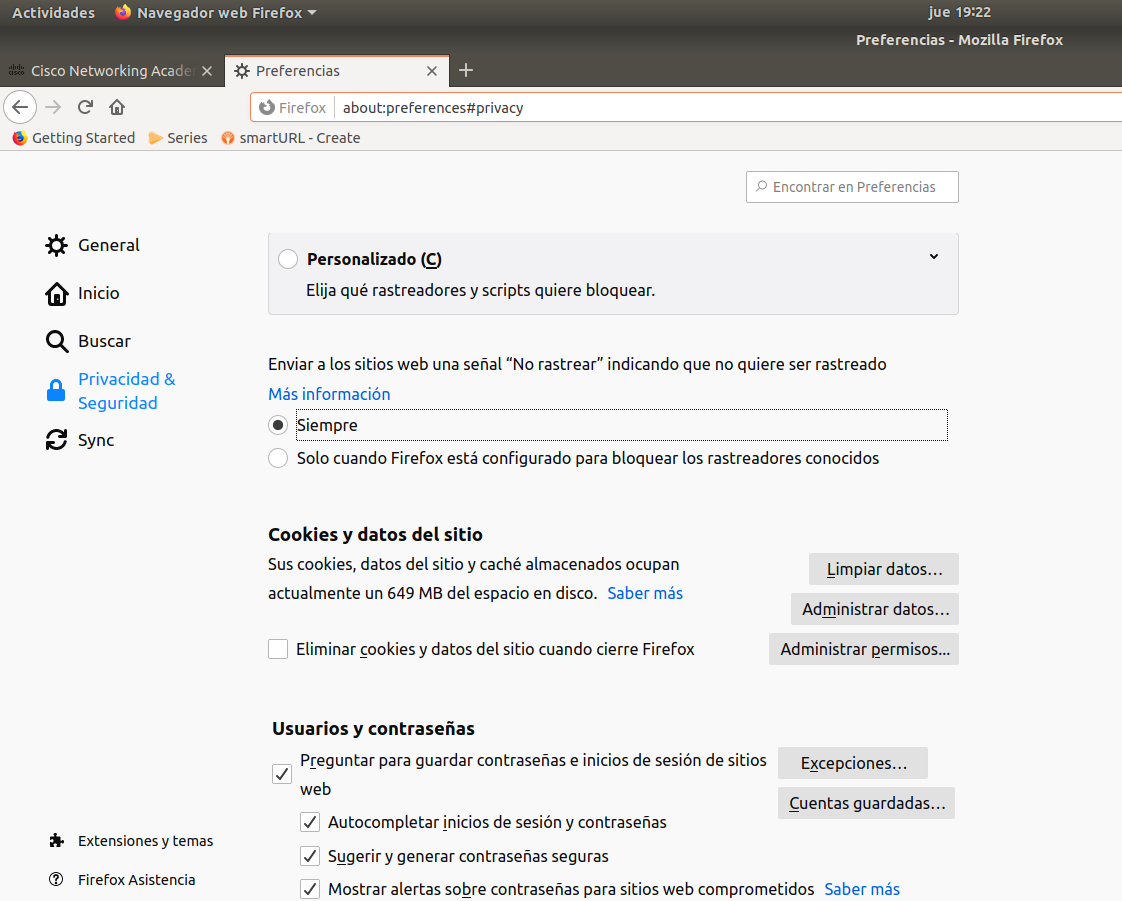 Actividades
Navegador web Firefox
jue 19:22
Preferencias - Mozilla Firefox
Cisco Networking Acade
Preferencias
Firefox
about:preferences#privacy
Getting Started
Series
smartURL - Create
Encontrar en Preferencias
General
Inicio
Buscar
Privacidad &
Seguridad
Sync
Extensiones y temas
Firefox Asistencia
Personalizado (C)
Elija qué rastreadores y scripts quiere bloquear.
Enviar a los sitios web una señal “No rastrear” indicando que no quiere ser rastreado
Más información
Siempre
Solo cuando Firefox está configurado para bloquear los rastreadores conocidos
Cookies y datos del sitio
Sus cookies, datos del sitio y caché almacenados ocupan
actualmente un 649 MB del espacio en disco. Saber más
Limpiar datos…
Administrar datos…
Eliminar cookies y datos del sitio cuando cierre Firefox
Administrar permisos...
Usuarios y contraseñas
Preguntar para guardar contraseñas e inicios de sesión de sitios
web
Excepciones…
Cuentas guardadas…
Autocompletar inicios de sesión y contraseñas
Sugerir y generar contraseñas seguras
Mostrar alertas sobre contraseñas para sitios web comprometidos Saber más